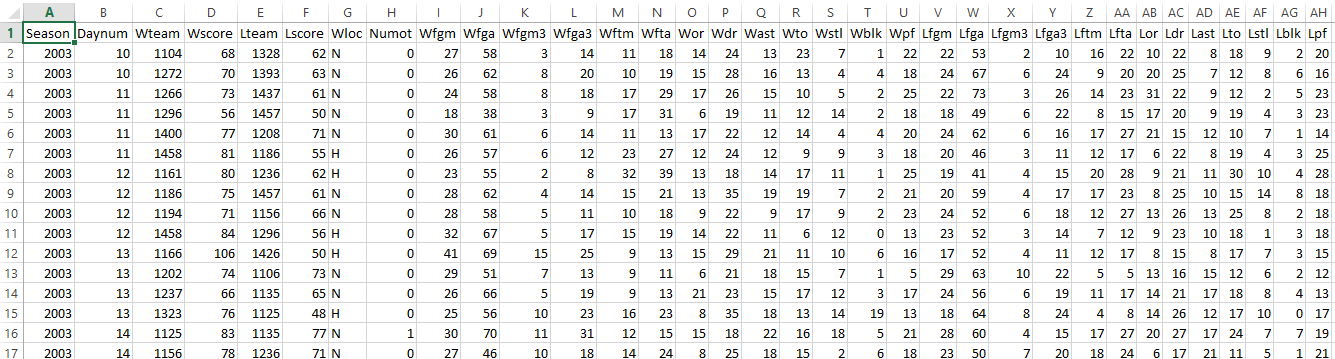 A B C D E F G H I J K L M N O P Q R S T U V W X Y Z AA AB AC AD AE AF AG AH
1 Season Daynum Wteam Wscore Lteam Lscore Wloc Numot Wfgm Wfga Wfgm3 Wfga3 Wftm Wfta Wor Wdr Wast Wto Wstl Wblk Wpf Lfgm Lfga Lfgm3 Lfga3 Lftm Lfta Lor Ldr Last Lto Lstl Lblk Lpf
2 2003 10 1104 68 1328 62 N 0 27 58 3 14 11 18 14 24 13 23 7 1 22 22 53 2 10 16 22 10 22 8 18 9 2 20
3 2003 10 1272 70 1393 63 N 0 26 62 8 20 10 19 15 28 16 13 4 4 18 24 67 6 24 9 20 20 25 7 12 8 6 16
4 2003 11 1266 73 1437 61 N 0 24 58 8 18 17 29 17 26 15 10 5 2 25 22 73 3 26 14 23 31 22 9 12 2 5 23
5 2003 11 1296 56 1457 50 N 0 18 38 3 9 17 31 6 19 11 12 14 2 18 18 49 6 22 8 15 17 20 9 19 4 3 23
6 2003 11 1400 77 1208 71 N 0 30 61 6 14 11 13 17 22 12 14 4 4 20 24 62 6 16 17 27 21 15 12 10 7 1 14
7 2003 11 1458 81 1186 55 H 0 26 57 6 12 23 27 12 24 12 9 9 3 18 20 46 3 11 12 17 6 22 8 19 4 3 25
8 2003 12 1161 80 1236 62 H 0 23 55 2 8 32 39 13 18 14 17 11 1 25 19 41 4 15 20 28 9 21 11 30 10 4 28
9 2003 12 1186 75 1457 61 N 0 28 62 4 14 15 21 13 35 19 19 7 2 21 20 59 4 17 17 23 8 25 10 15 14 8 18
10 2003 12 1194 71 1156 66 N 0 28 58 5 11 10 18 9 22 9 17 9 2 23 24 52 6 18 12 27 13 26 13 25 8 2 18
11 2003 12 1458 84 1296 56 H 0 32 67 5 17 15 19 14 22 11 6 12 0 13 23 52 3 14 7 12 9 23 10 18 1 3 18
12 2003 13 1166 106 1426 50 H 0 41 69 15 25 9 13 15 29 21 11 10 6 16 17 52 4 11 12 17 8 15 8 17 7 3 15
13 2003 13 1202 74 1106 73 N 0 29 51 7 13 9 11 6 21 18 15 7 1 5 29 63 10 22 5 5 13 16 15 12 6 2 12
14 2003 13 1237 66 1135 65 N 0 26 66 5 19 9 13 21 23 15 17 12 3 17 24 56 6 19 11 17 14 21 17 18 8 4 13
15 2003 13 1323 76 1125 48 H 0 25 56 10 23 16 23 8 35 18 13 14 19 13 18 64 8 24 4 8 14 26 12 17 10 0 17
16 2003 14 1125 83 1135 77 N 1 30 70 11 31 12 15 15 18 22 16 18 5 21 28 60 4 15 17 27 20 27 17 24 7 7 19
17 2003 14 1156 78 1236 71 N 0 27 46 10 18 14 24 8 25 18 15 2 6 18 23 50 7 20 18 24 6 17 21 11 5 1 21